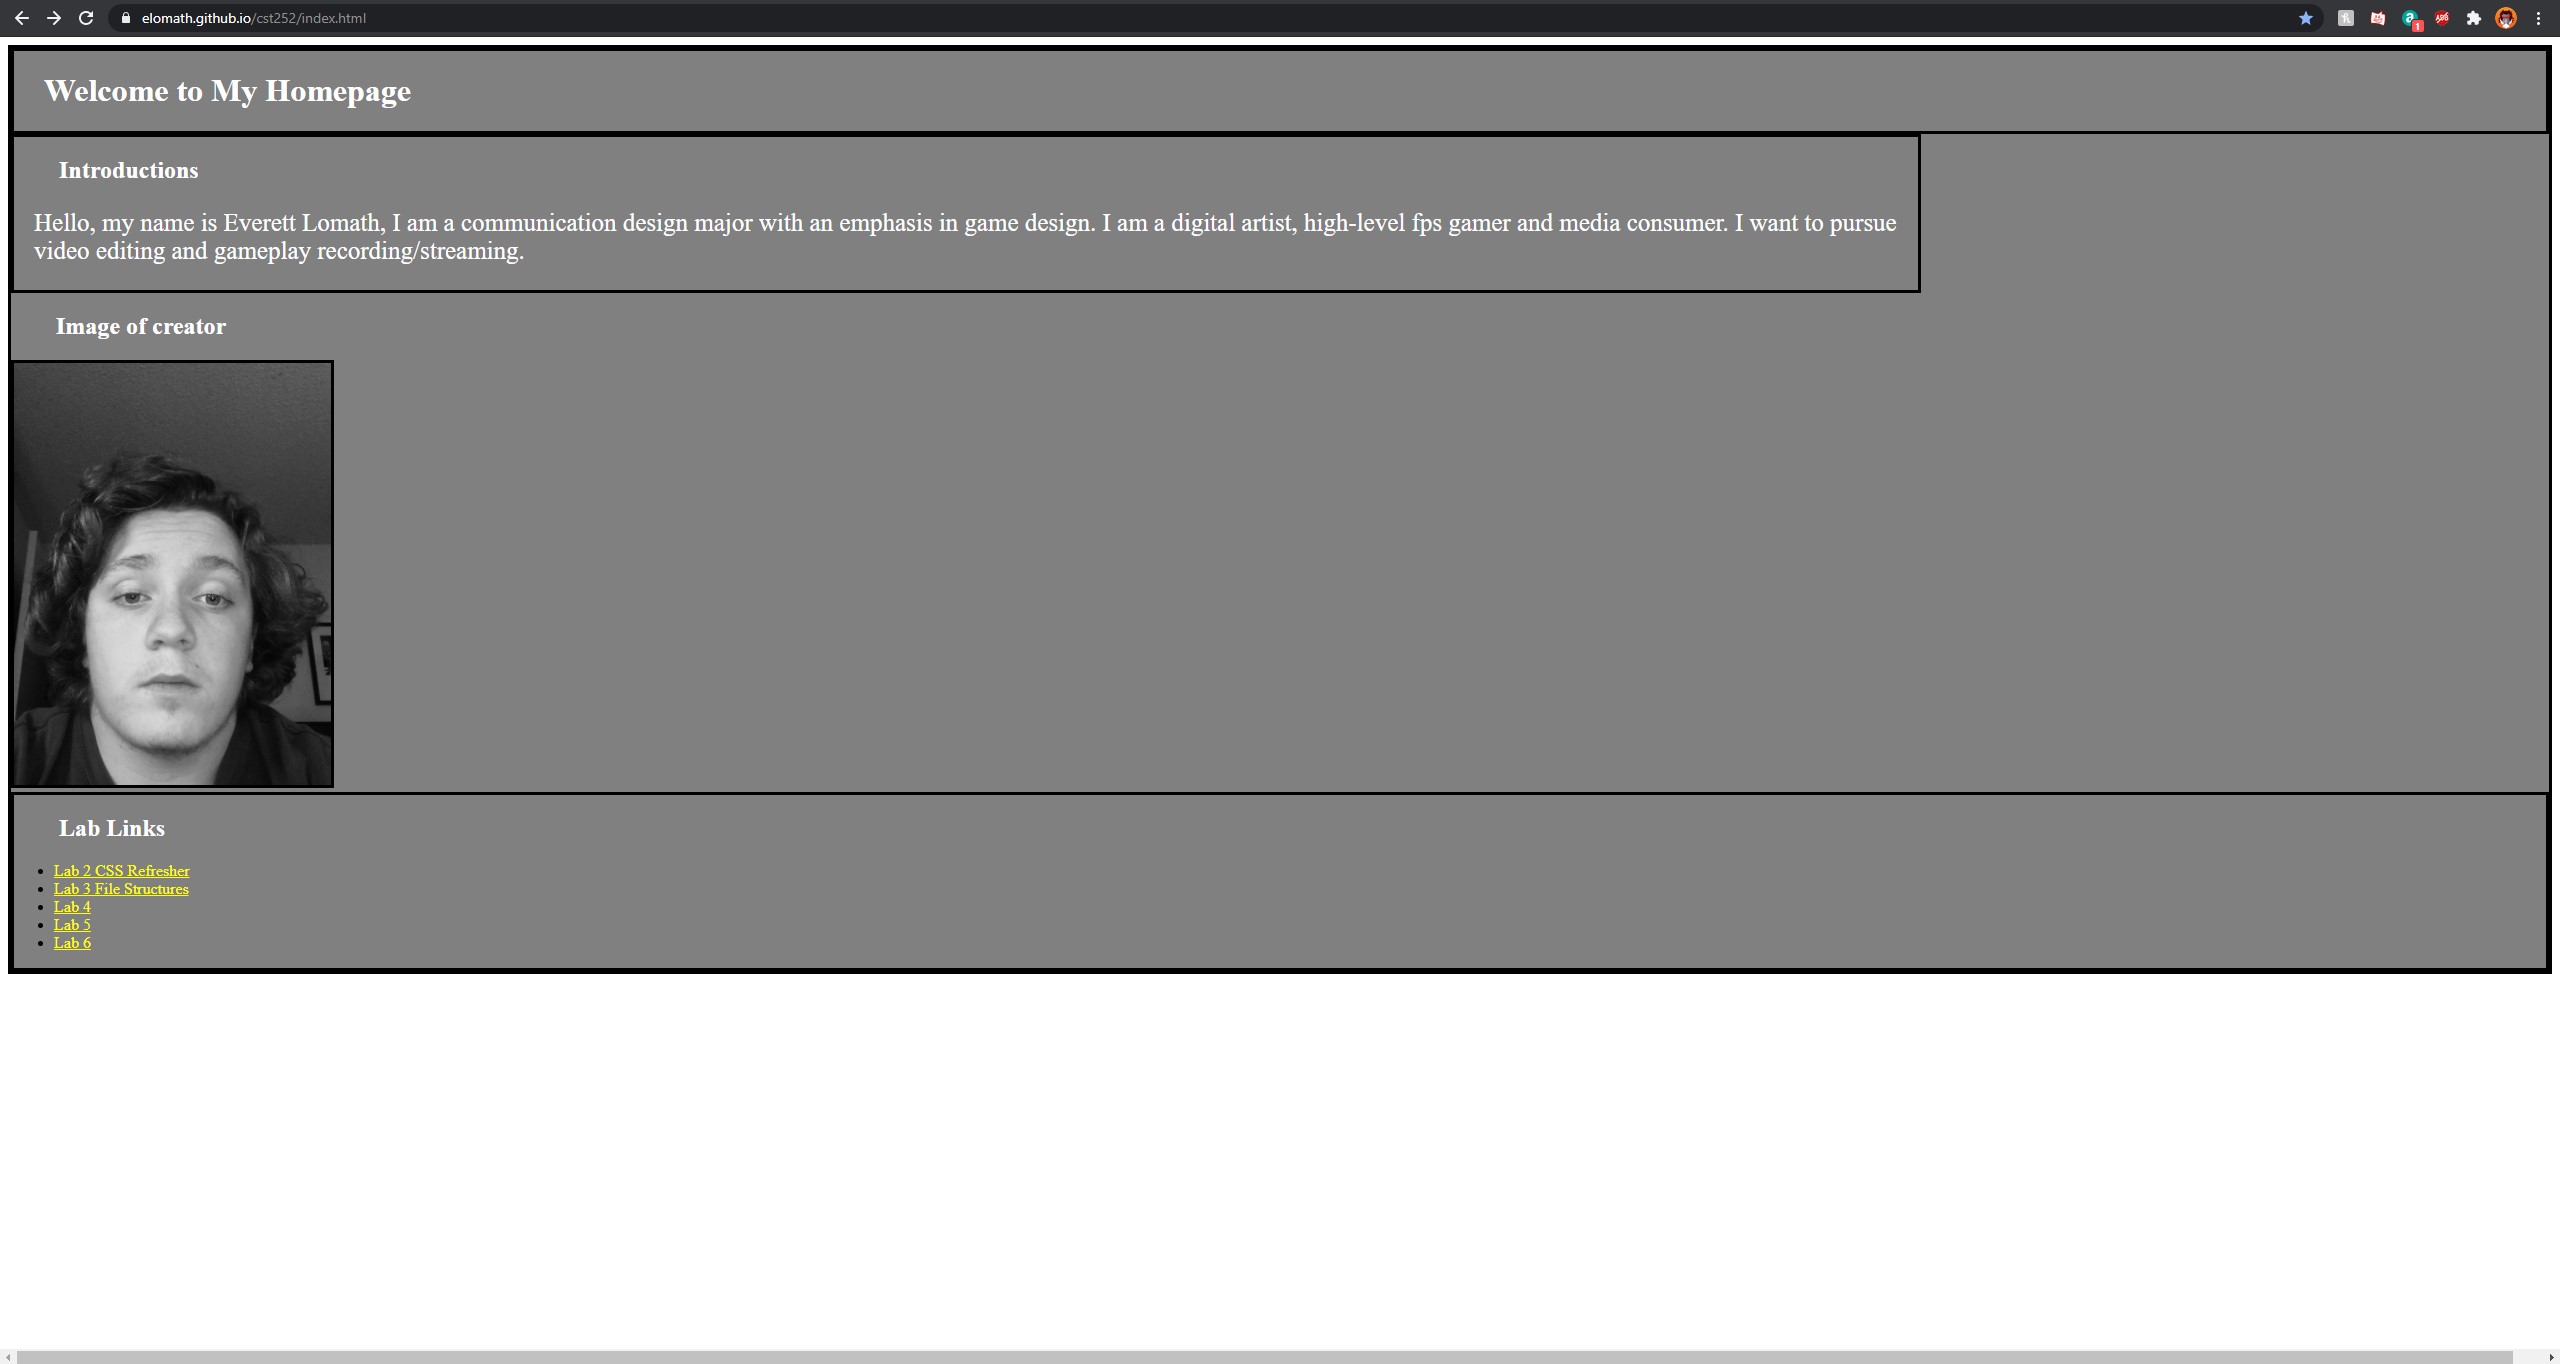 elomath.github.io/cst252/index.html
1
ABP
Welcome to My Homepage
Introductions
Hello, my name is Everett Lomath, I am a communication design major with an emphasis in game design. I am a digital artist, high-level fps gamer and media consumer. I want to pursue
video editing and gameplay recording/streaming.
Image of creator
Lab Links
Lab 2 CSS Refresher
Lab 3 File Structures
Lab 4
Lab 5
Lab 6